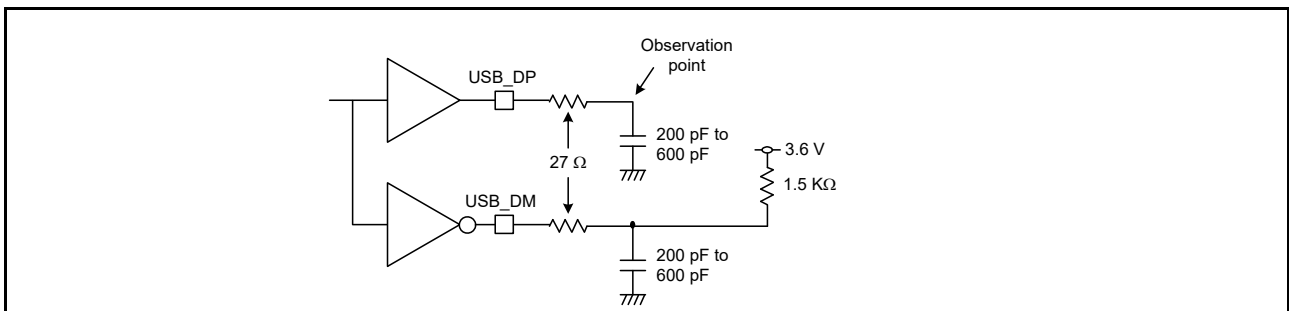 Observation
point
USB_DP
200 pF to
600 pF
27 Ω
3.6 V
1.5 KΩ
USB_DM
200 pF to
600 pF